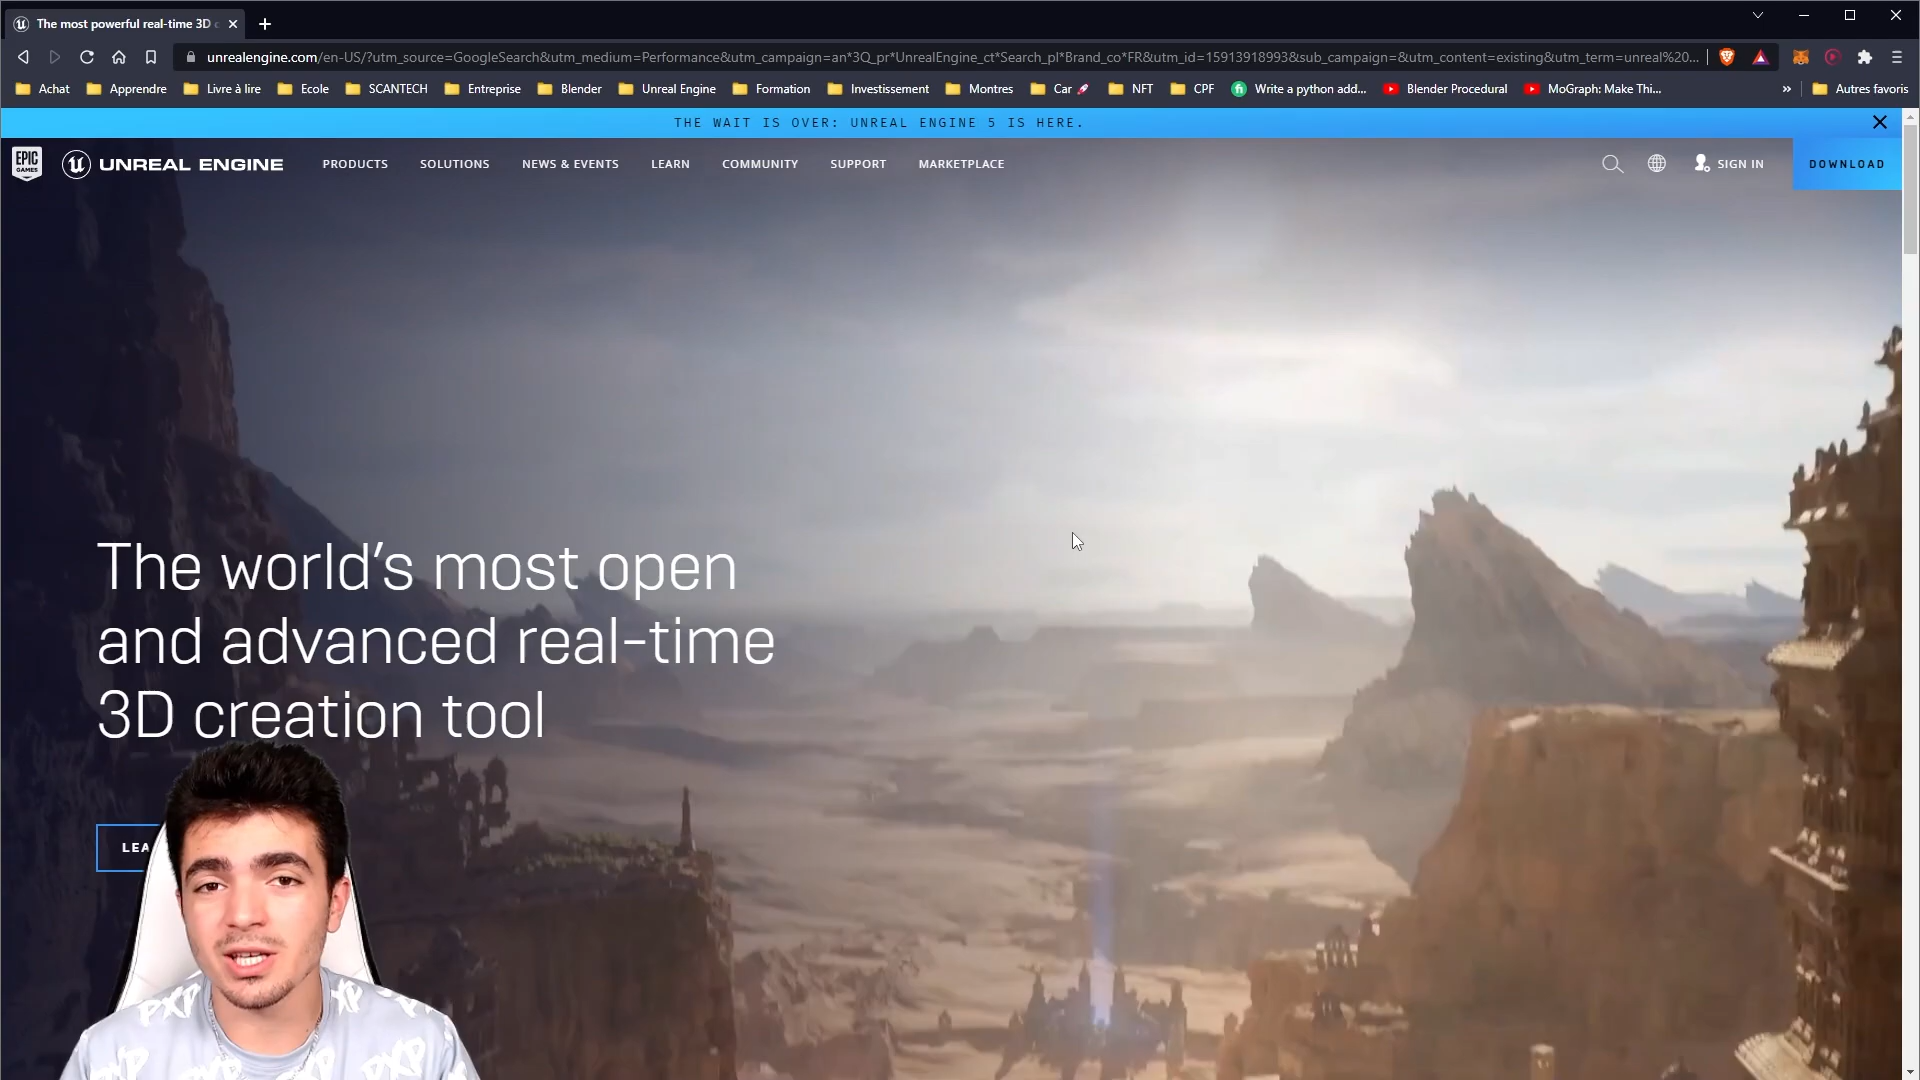 The most powerful real-time 3D c
unrealengine.com/en-US/?utm_source=GoogleSearch&utm_medium=Performance&utm_campaign=an*3Q_pr*UnrealEngine_ct*Search_pl*Brand_co*FR&utm_id=15913918993&sub_campaign=&utm_content=existing&utm_term=unreal%20...
Achat Apprendre Livre à lire Ecole SCANTECH Entreprise Blender Unreal Engine Formation Investissement Montres Car NFT CPF Write a python add... Blender Procedural MoGraph: Make Thi... » Autres favoris
THE WAIT IS OVER: UNREAL ENGINE 5 IS HERE.
EPIC GAMES UNREAL ENGINE PRODUCTS SOLUTIONS NEWS & EVENTS LEARN COMMUNITY SUPPORT MARKETPLACE SIGN IN DOWNLOAD
The world's most open
and advanced real-time
3D creation tool
LEA
PXP
PXP PXP